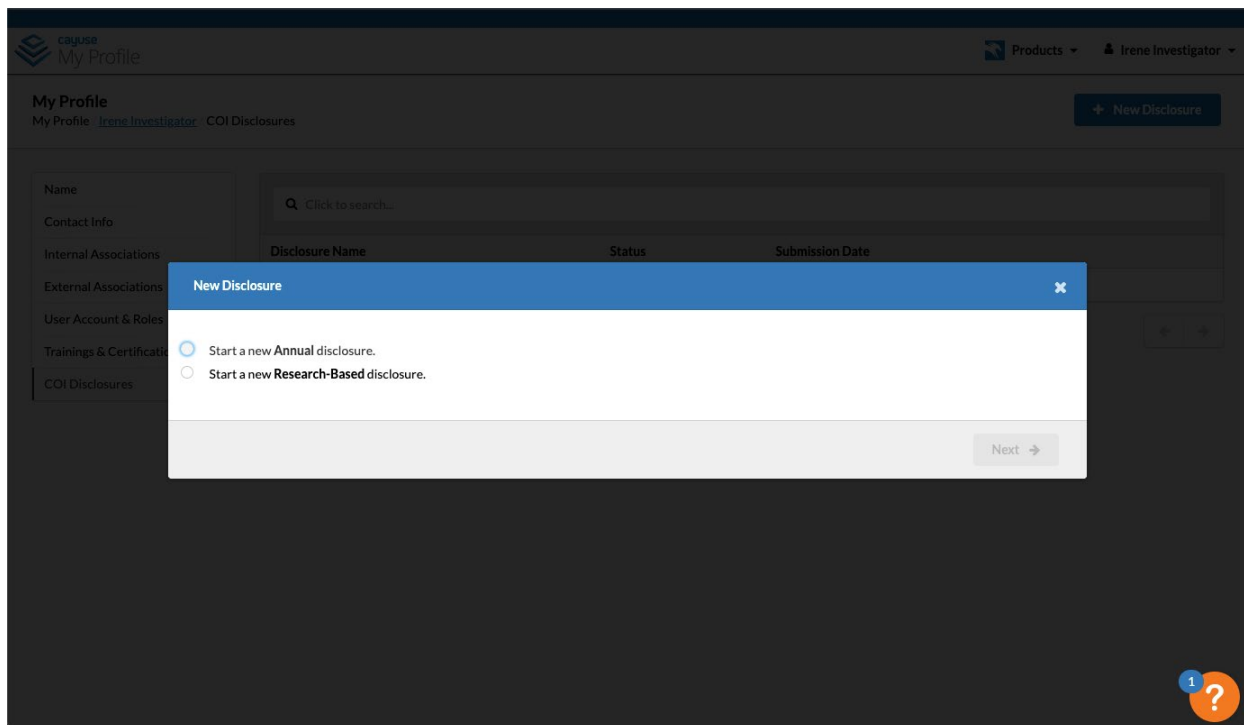 cayuse
My Profile
Products
Irene Investigator
My Profile
My Profile Irene Investigator COI Disclosures
+ New Disclosure
Name
Contact Info
Internal Associations
External Associations
User Account & Roles
Trainings & Certificatio
COI Disclosures
Click to search...
Disclosure Name Status Submission Date
New Disclosure
Start a new Annual disclosure.
Start a new Research-Based disclosure.
Next
1
?